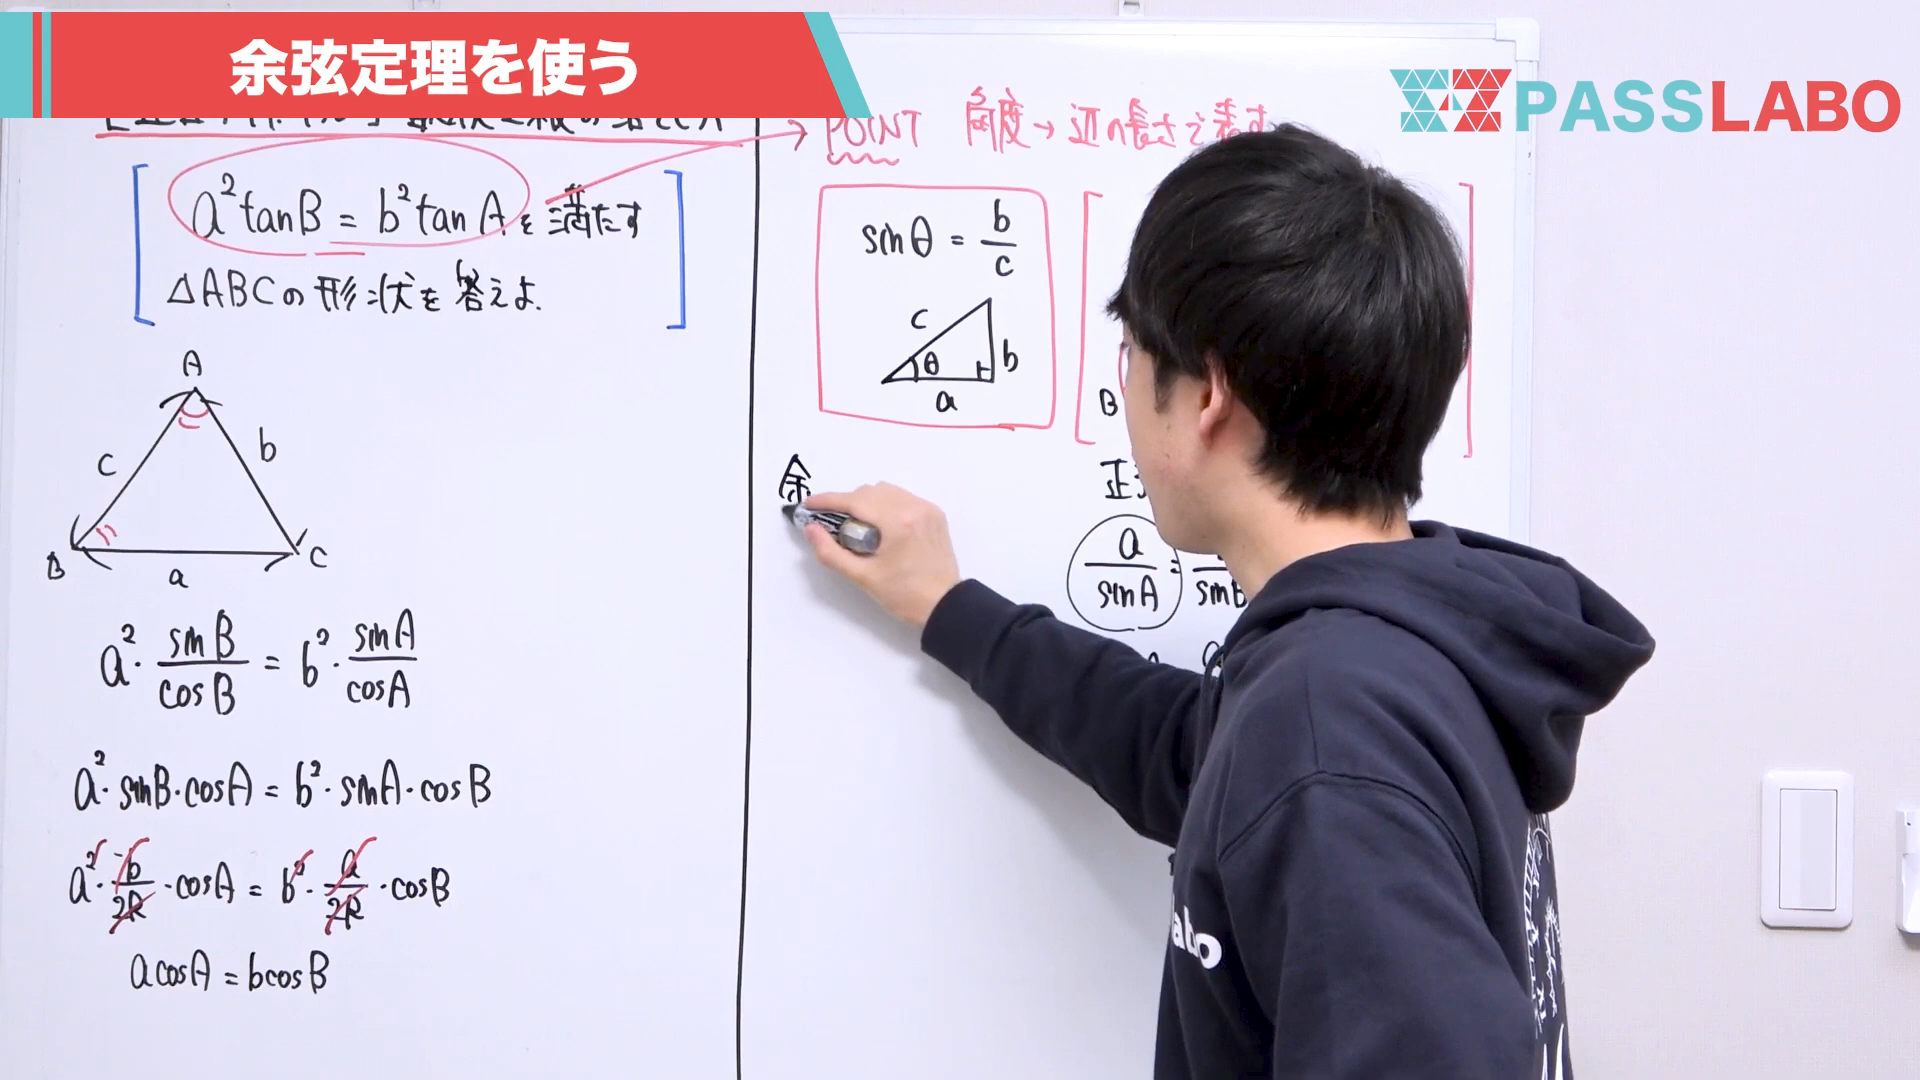 余弦定理を使う
PASSLABO
POINT 角度→辺の長さで表す
a²tanB = b²tanA を満たす
△ABCの形状を答えよ.
sinθ = b/c
c
θ
b
a
B
A
c
b
B
a
C
余
正
a/sinA =
sinB
a²・sinB/cosB = b²・sinA/cosA
a²・sinB・cosA = b²・sinA・cosB
a²・b/2R・cosA = b²・a/2R・cosB
acosA = bcosB
abo